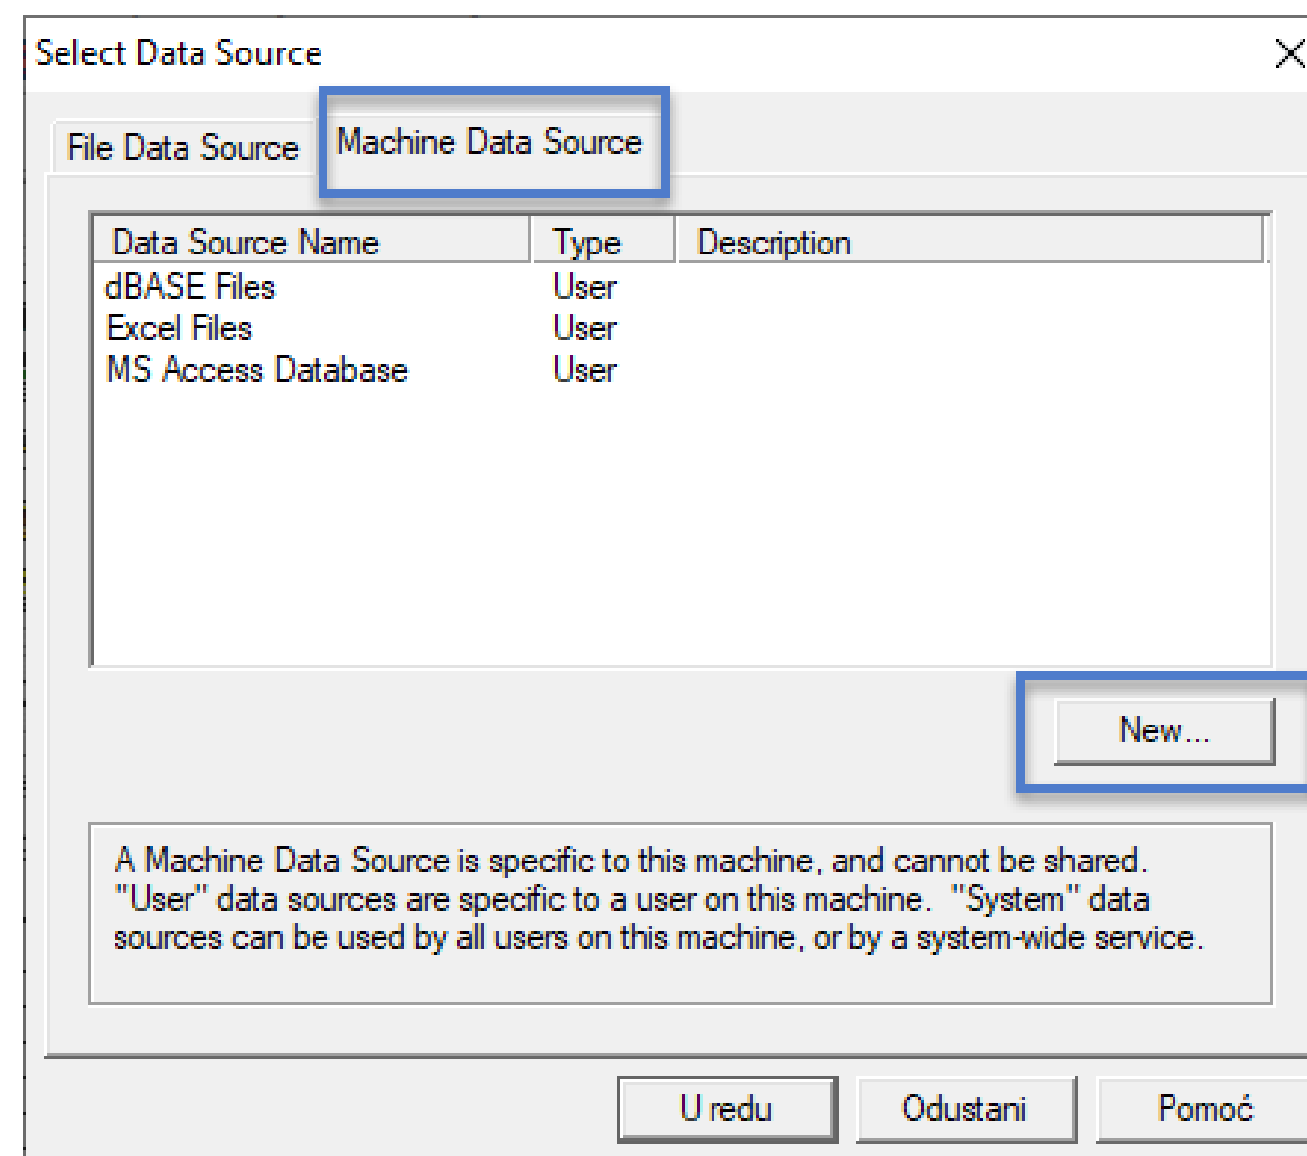 Select Data Source
File Data Source Machine Data Source
Data Source Name Type Description
dBASE Files User
Excel Files User
MS Access Database User
New...
A Machine Data Source is specific to this machine, and cannot be shared.
"User" data sources are specific to a user on this machine.  "System" data
sources can be used by all users on this machine, or by a system-wide service.
U redu Odustani Pomoć